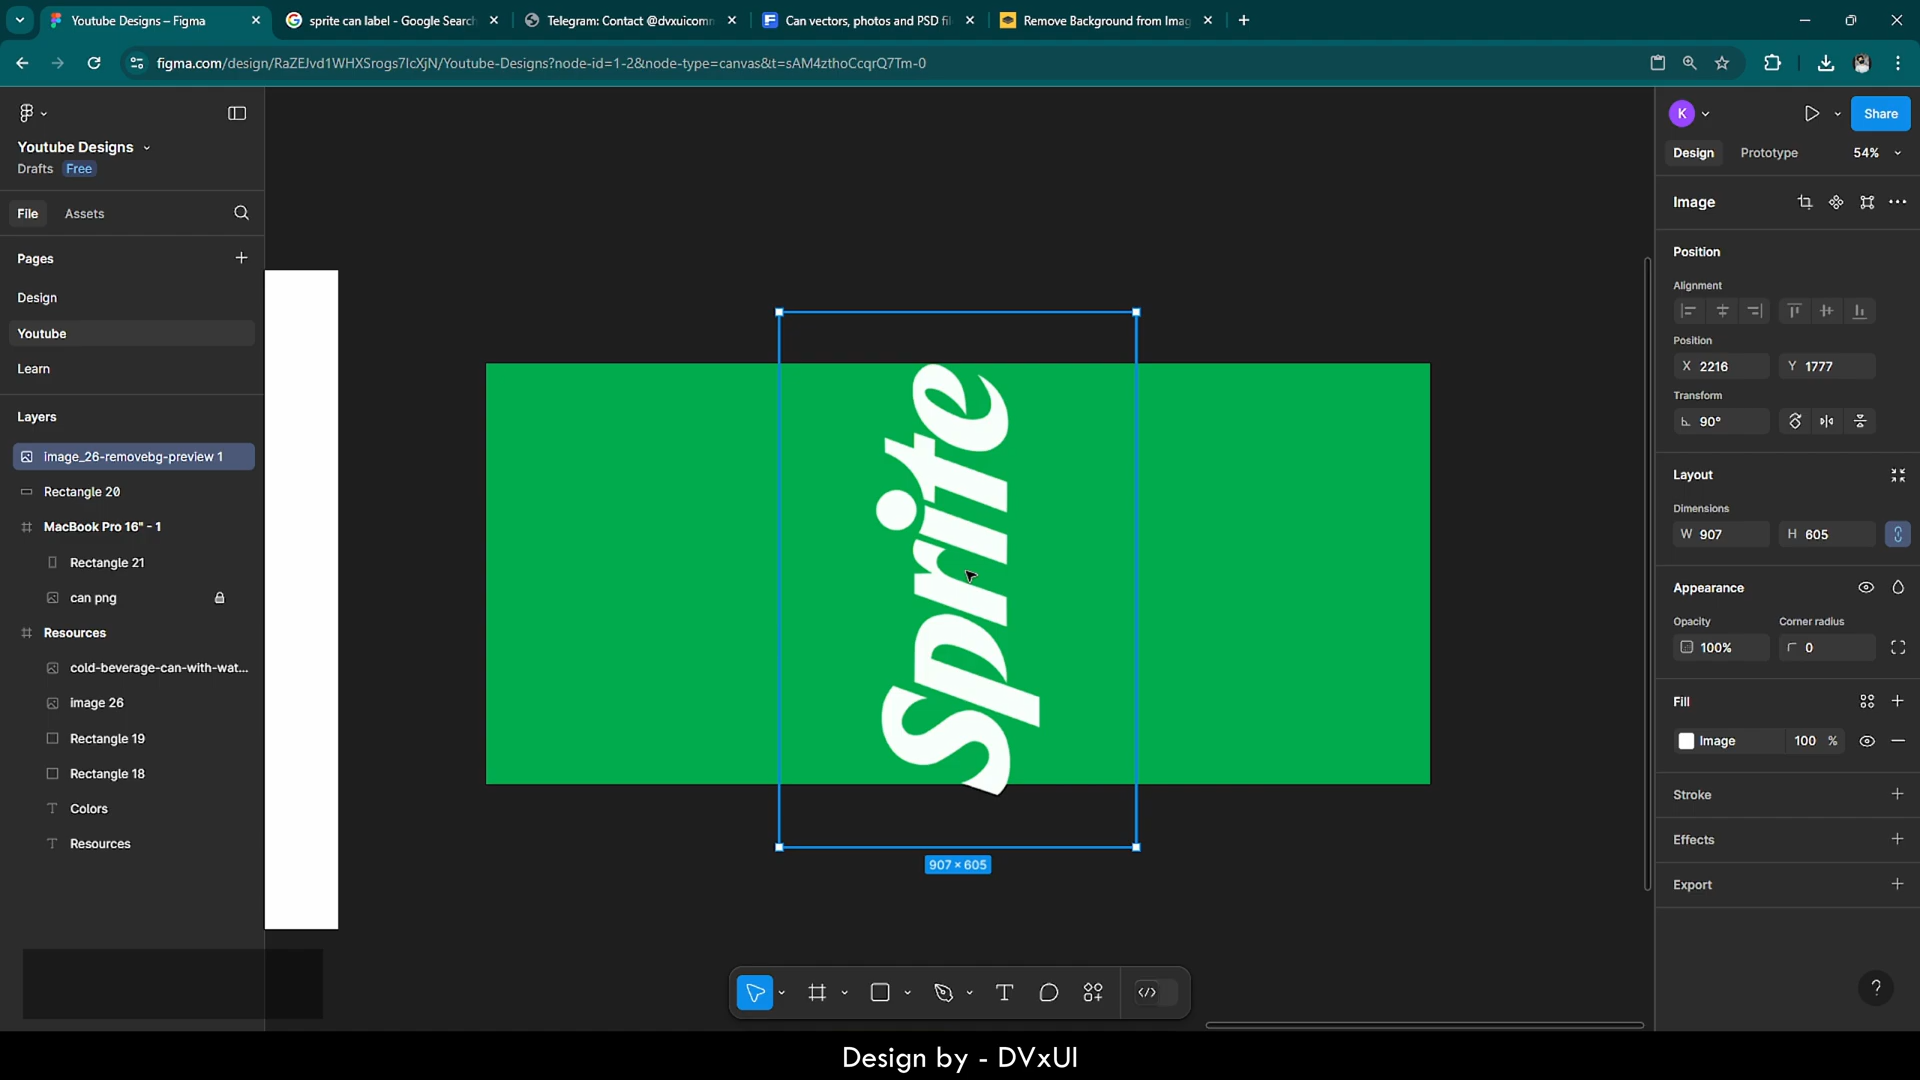 Youtube Designs – Figma
sprite can label - Google Search
Telegram: Contact @dvxuicomm
Can vectors, photos and PSD fil
Remove Background from Imag
figma.com/design/RaZEJvd1WHXSrogs7lcXjN/Youtube-Designs?node-id=1-2&node-type=canvas&t=sAM4zthoCcqrQ7Tm-0
Youtube Designs
Drafts Free
File Assets
Pages
Design
Youtube
Learn
Layers
image_26-removebg-preview 1
Rectangle 20
MacBook Pro 16" - 1
Rectangle 21
can png
Resources
cold-beverage-can-with-wat...
image 26
Rectangle 19
Rectangle 18
Colors
Resources
Sprite
907 × 605
K
Share
Design Prototype 54%
Image
Position
Alignment
Position
X 2216 Y 1777
Transform
90°
Layout
Dimensions
W 907 H 605
Appearance
Opacity Corner radius
100% 0
Fill
Image 100 %
Stroke
Effects
Export
?
Design by - DVxUI